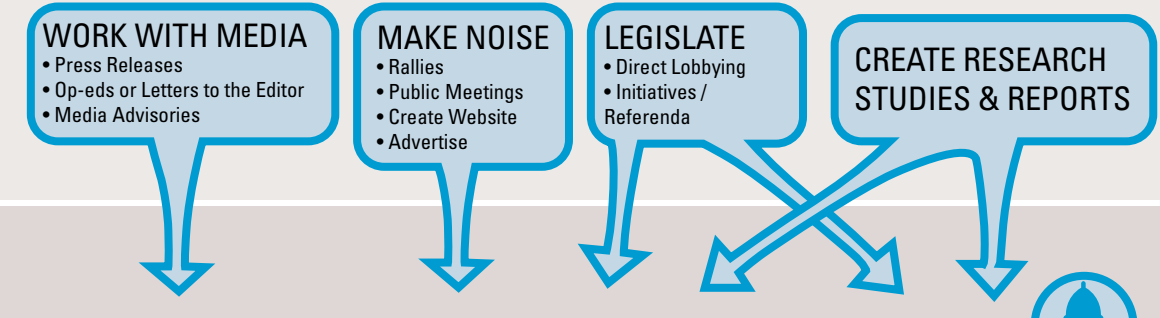 WORK WITH MEDIA
• Press Releases
• Op-eds or Letters to the Editor
• Media Advisories
MAKE NOISE
• Rallies
• Public Meetings
• Create Website
• Advertise
LEGISLATE
• Direct Lobbying
• Initiatives /
Referenda
CREATE RESEARCH
STUDIES & REPORTS